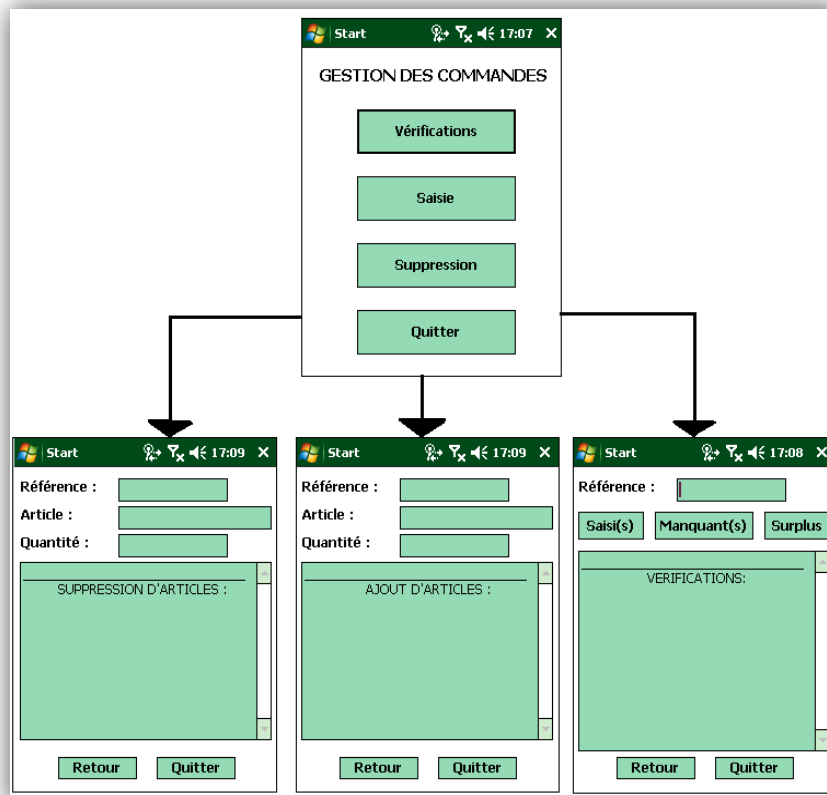 Start 17:07
GESTION DES COMMANDES
Vérifications
Saisie
Suppression
Quitter
Start 17:09
Référence :
Article :
Quantité :
SUPPRESSION D'ARTICLES :
Retour Quitter
Start 17:09
Référence :
Article :
Quantité :
AJOUT D'ARTICLES :
Retour Quitter
Start 17:08
Référence :
Saisi(s) Manquant(s) Surplus
VERIFICATIONS:
Retour Quitter